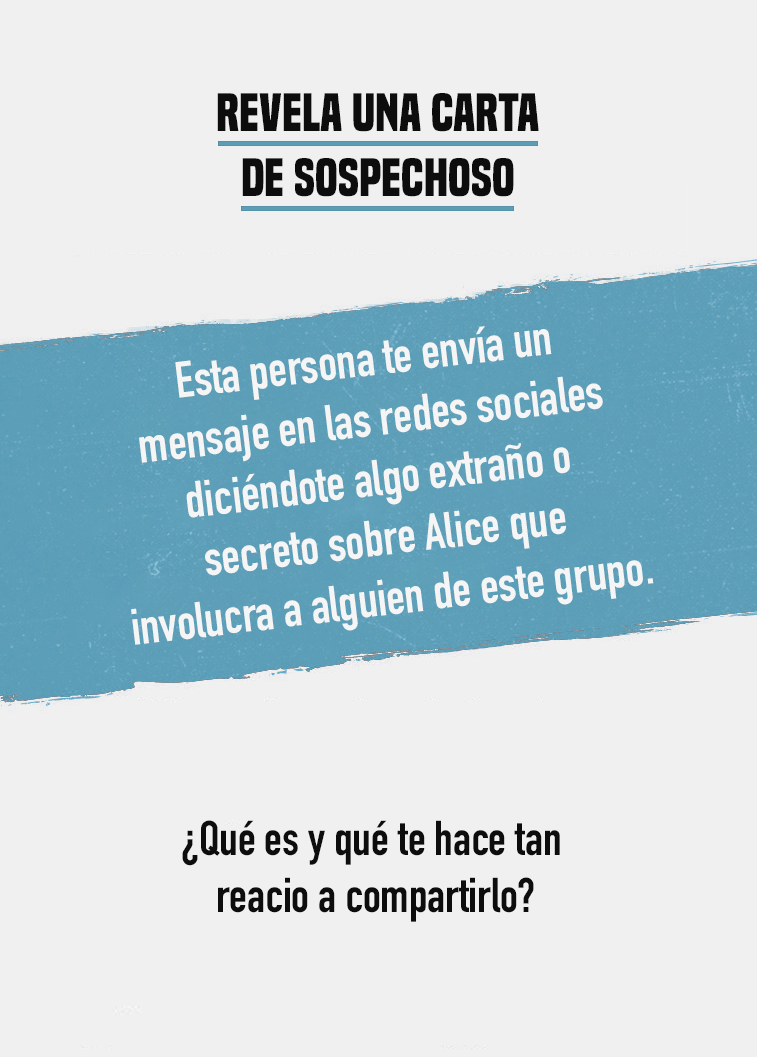 REVELA UNA CARTA
DE SOSPECHOSO
Esta persona te envía un
mensaje en las redes sociales
diciéndote algo extraño o
secreto sobre Alice que
involucra a alguien de este grupo.
¿Qué es y qué te hace tan
reacio a compartirlo?